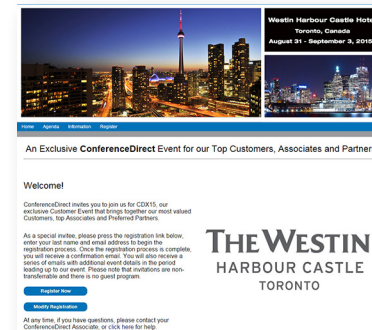 Westin Harbour Castle Hote
Toronto, Canada
August 31 - September 3, 2015
Home Agenda Information Register
An Exclusive ConferenceDirect Event for our Top Customers, Associates and Partner
Welcome!
ConferenceDirect invites you to join us for CDX15, our
exclusive Customer Event that brings together our most valued
Customers, top Associates and Preferred Partners.
As a special invitee, please press the registration link below,
enter your last name and email address to begin the
registration process. Once the registration process is complete,
you will receive a confirmation email. You will also receive a
series of emails with additional event details in the period
leading up to our event. Please note that invitations are non-
transferrable and there is no guest program.
Register Now
Modify Registration
At any time, if you have questions, please contact your
ConferenceDirect Associate, or click here for help.
THE WESTIN
HARBOUR CASTLE
TORONTO